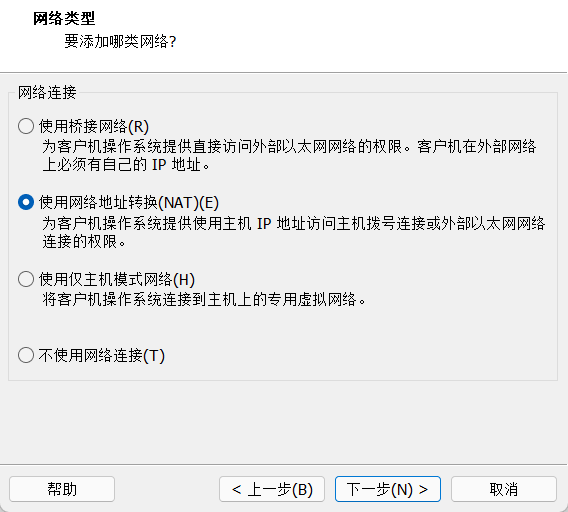 网络类型
要添加哪类网络?
网络连接
使用桥接网络(R)
为客户机操作系统提供直接访问外部以太网网络的权限。客户机在外部网络
上必须有自己的 IP 地址。
使用网络地址转换(NAT)(E)
为客户机操作系统提供使用主机 IP 地址访问主机拨号连接或外部以太网网络
连接的权限。
使用仅主机模式网络(H)
将客户机操作系统连接到主机上的专用虚拟网络。
不使用网络连接(T)
帮助
< 上一步(B)
下一步(N) >
取消